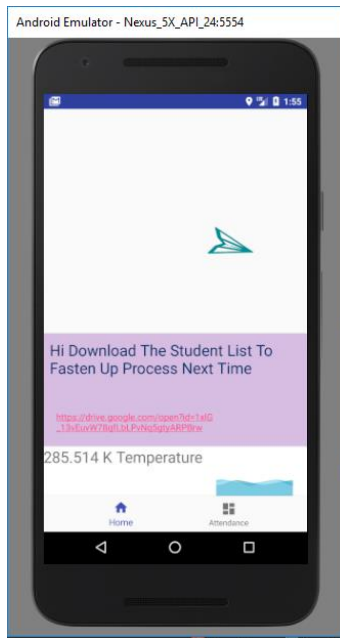 Android Emulator - Nexus_5X_API_24:5554
1:55
Hi Download The Student List To
Fasten Up Process Next Time
285.514 K Temperature
Home
Attendance